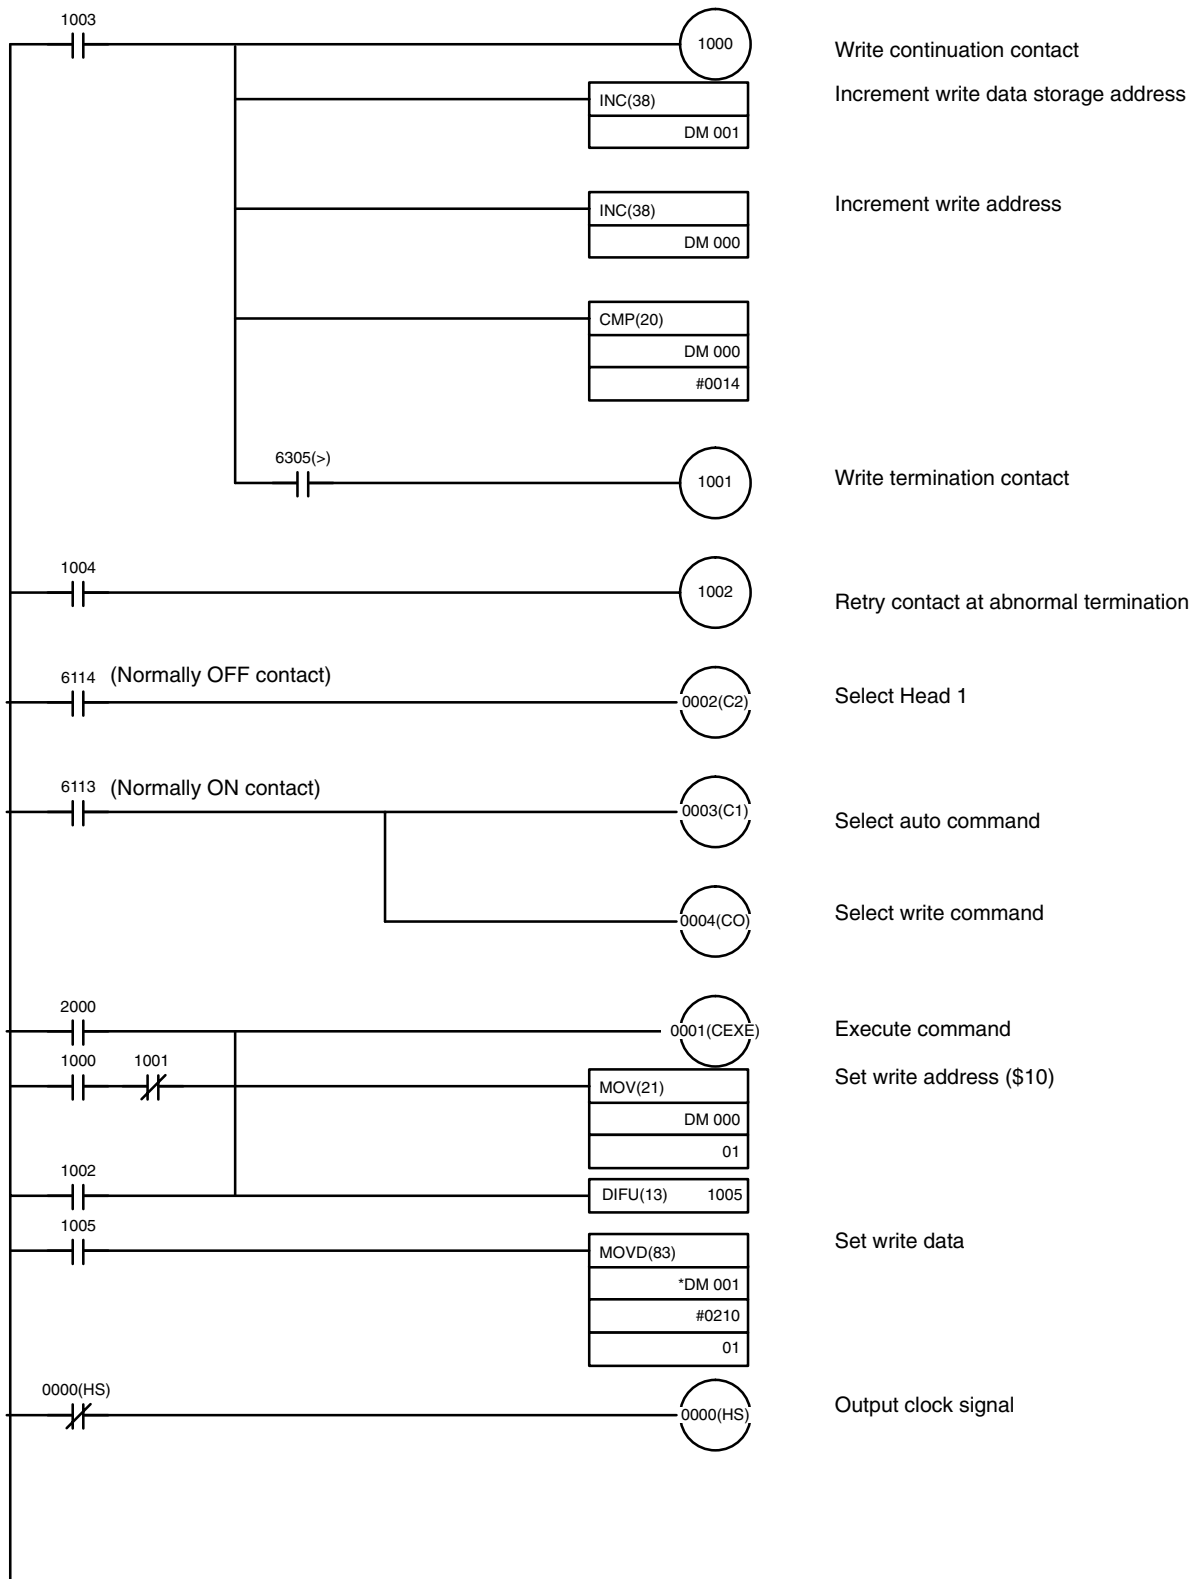 1003
1000
Write continuation contact
INC(38)
Increment write data storage address
DM 001
INC(38)
Increment write address
DM 000
CMP(20)
DM 000
#0014
6305(>)
1001
Write termination contact
1004
1002
Retry contact at abnormal termination
6114 (Normally OFF contact)
0002(C2)
Select Head 1
6113 (Normally ON contact)
0003(C1)
Select auto command
0004(CO)
Select write command
2000
0001(CEXE)
Execute command
1000 1001
MOV(21)
Set write address ($10)
DM 000
01
1002
DIFU(13) 1005
1005
MOVD(83)
Set write data
*DM 001
#0210
01
0000(HS)
0000(HS)
Output clock signal